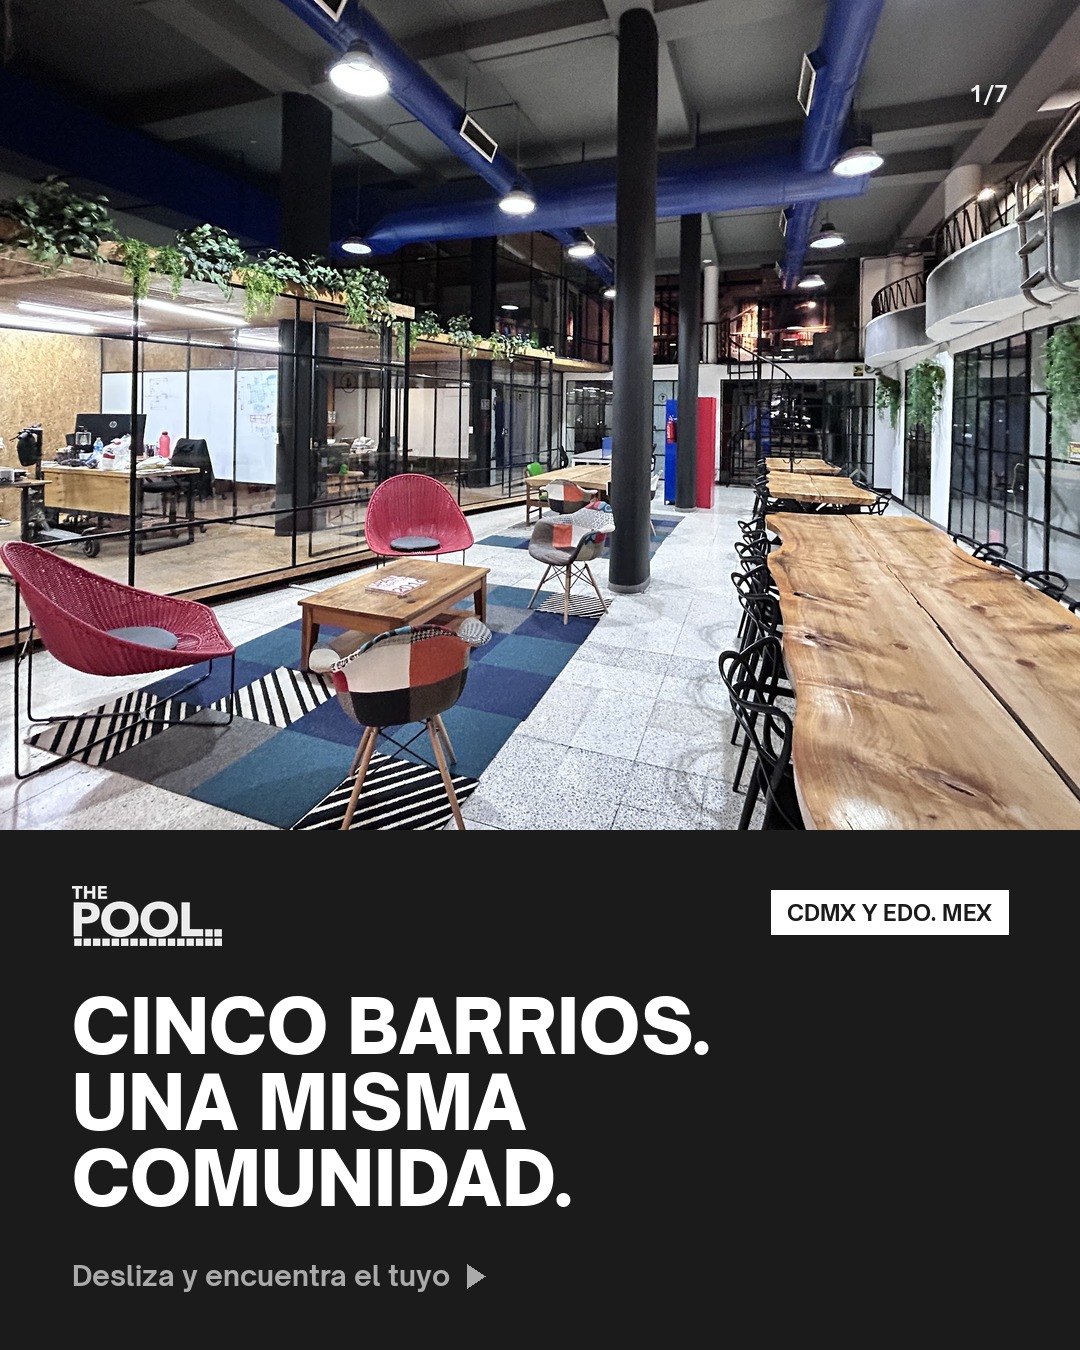 1/7
THE
POOL
CDMX Y EDO. MEX
CINCO BARRIOS.
UNA MISMA
COMUNIDAD.
Desliza y encuentra el tuyo